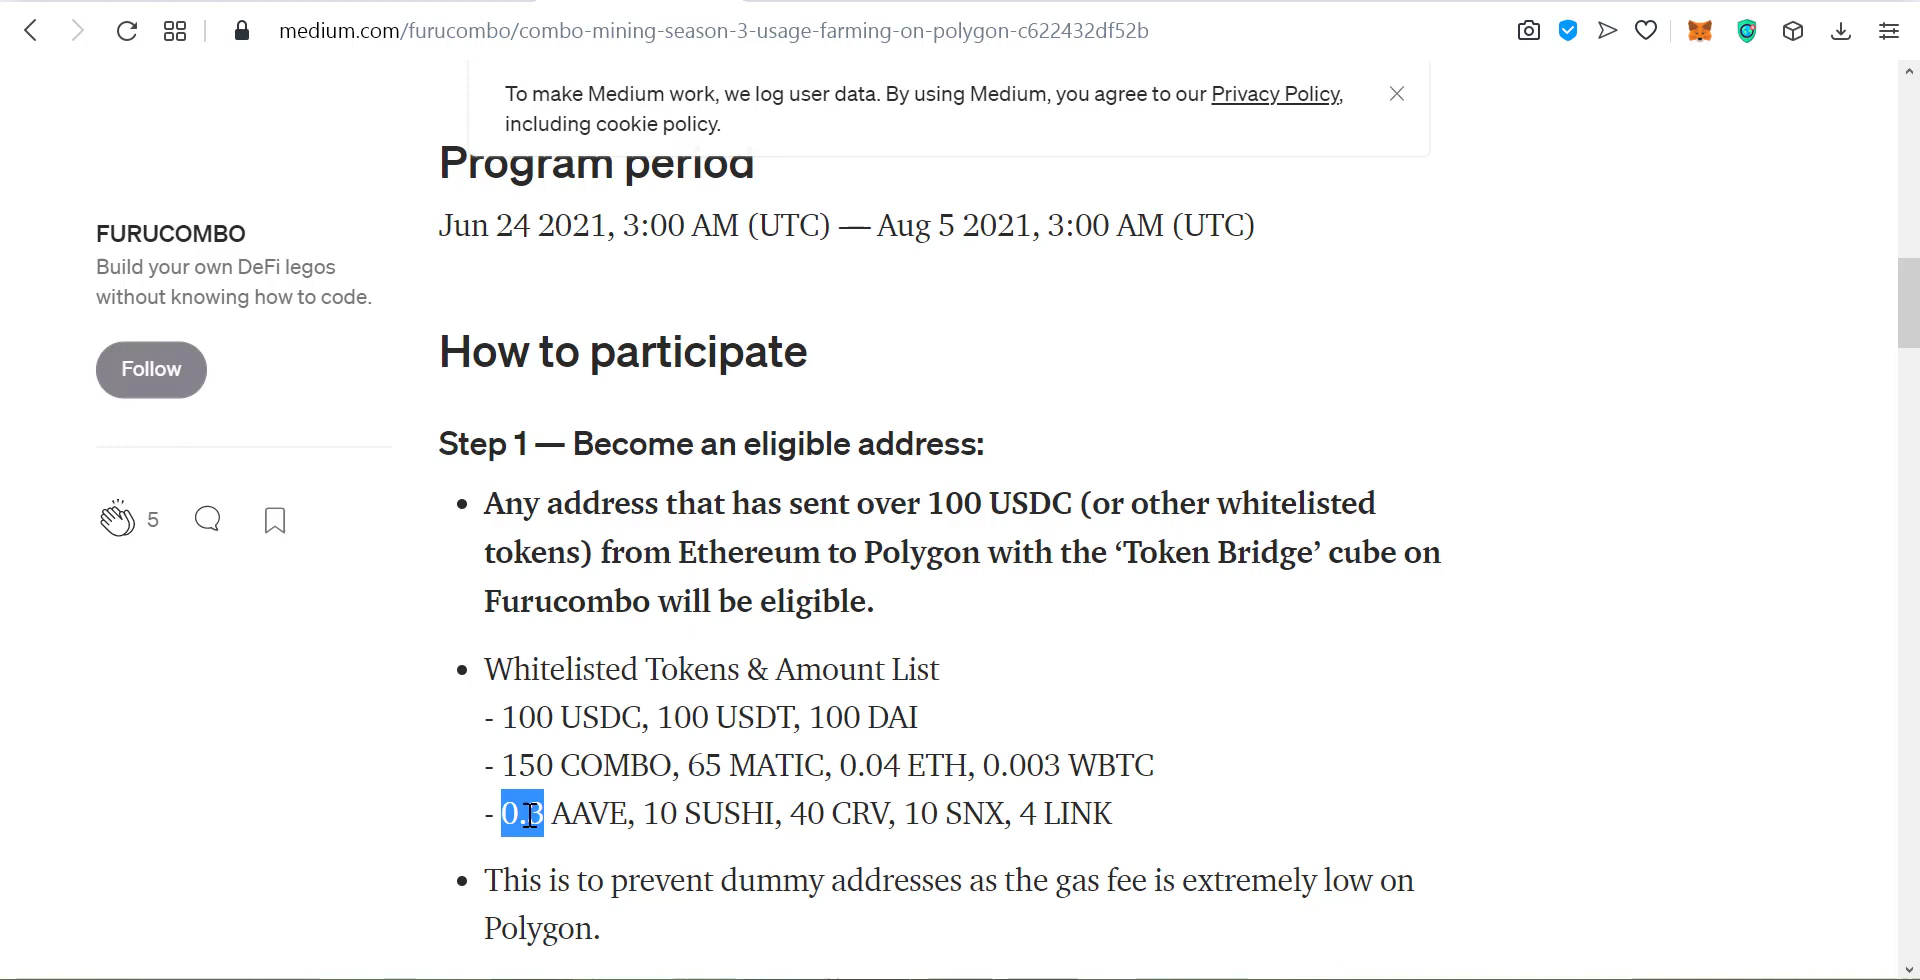 medium.com/furucombo/combo-mining-season-3-usage-farming-on-polygon-c622432df52b
To make Medium work, we log user data. By using Medium, you agree to our Privacy Policy,
including cookie policy.
Program period
Jun 24 2021, 3:00 AM (UTC) — Aug 5 2021, 3:00 AM (UTC)
FURUCOMBO
Build your own DeFi legos
without knowing how to code.
Follow
5
How to participate
Step 1 — Become an eligible address:
• Any address that has sent over 100 USDC (or other whitelisted
tokens) from Ethereum to Polygon with the ‘Token Bridge’ cube on
Furucombo will be eligible.
• Whitelisted Tokens & Amount List
- 100 USDC, 100 USDT, 100 DAI
- 150 COMBO, 65 MATIC, 0.04 ETH, 0.003 WBTC
- 0.3 AAVE, 10 SUSHI, 40 CRV, 10 SNX, 4 LINK
• This is to prevent dummy addresses as the gas fee is extremely low on
Polygon.